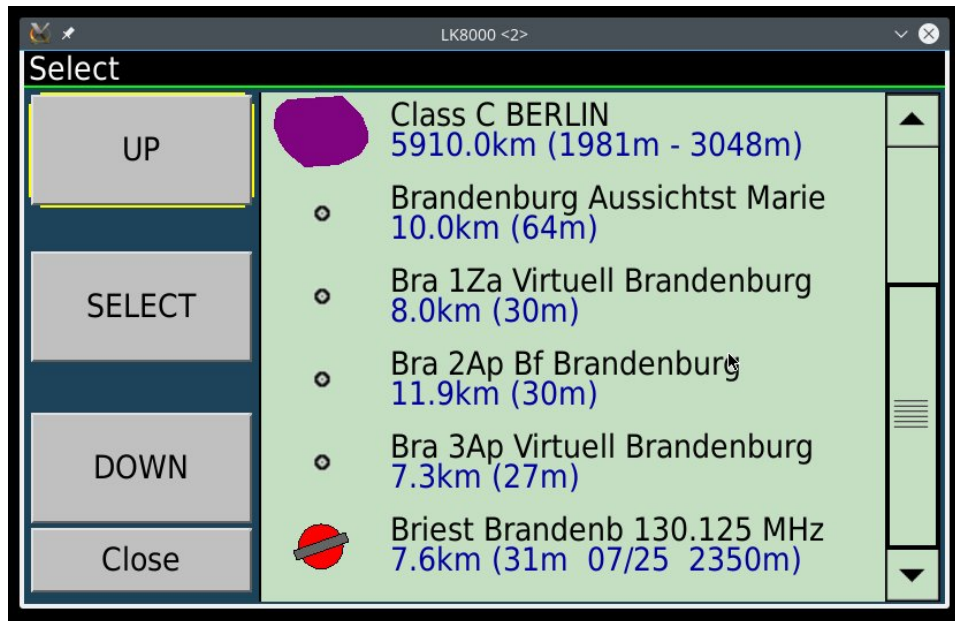 LK8000 <2>
Select
UP
SELECT
DOWN
Close
Class C BERLIN
5910.0km (1981m - 3048m)
Brandenburg Aussichtst Marie
10.0km (64m)
Bra 1Za Virtuell Brandenburg
8.0km (30m)
Bra 2Ap Bf Brandenburg
11.9km (30m)
Bra 3Ap Virtuell Brandenburg
7.3km (27m)
Briest Brandenb 130.125 MHz
7.6km (31m  07/25  2350m)